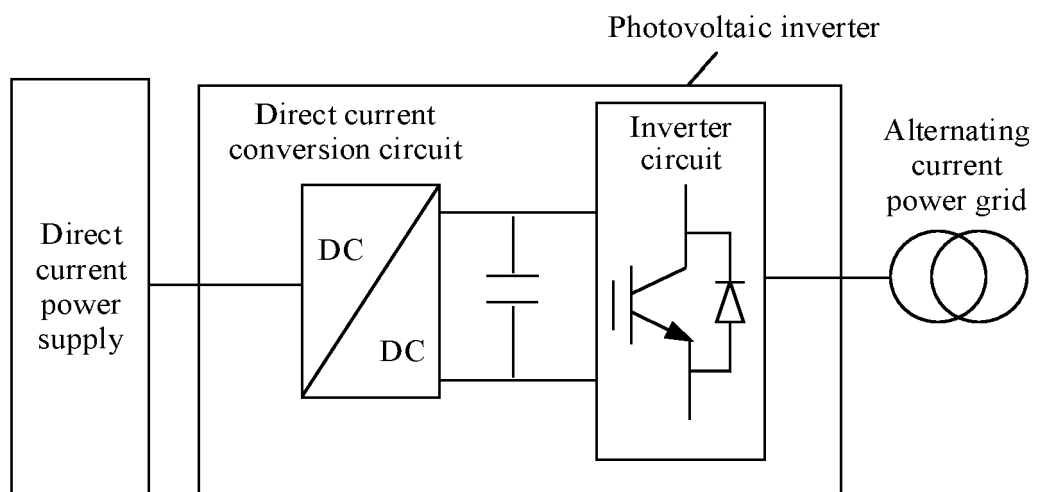 Photovoltaic inverter
Direct current
conversion circuit
Inverter
circuit
Alternating
current
power grid
Direct
current
power
supply
DC
DC